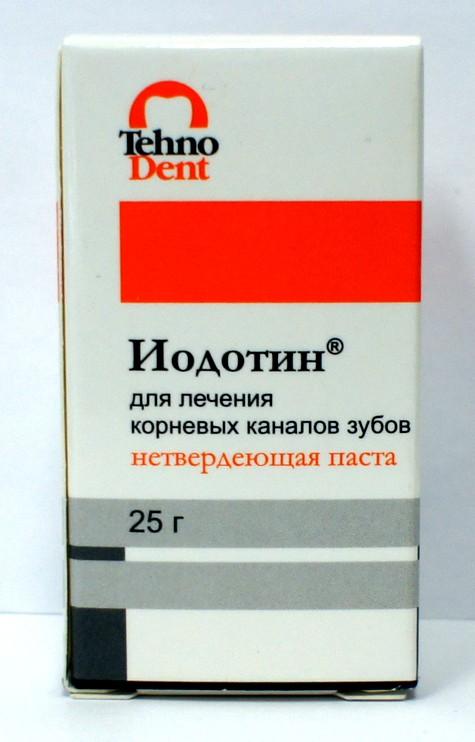 Tehno
Dent
Иодотин®
для лечения
корневых каналов зубов
нетвердеющая паста
25 г